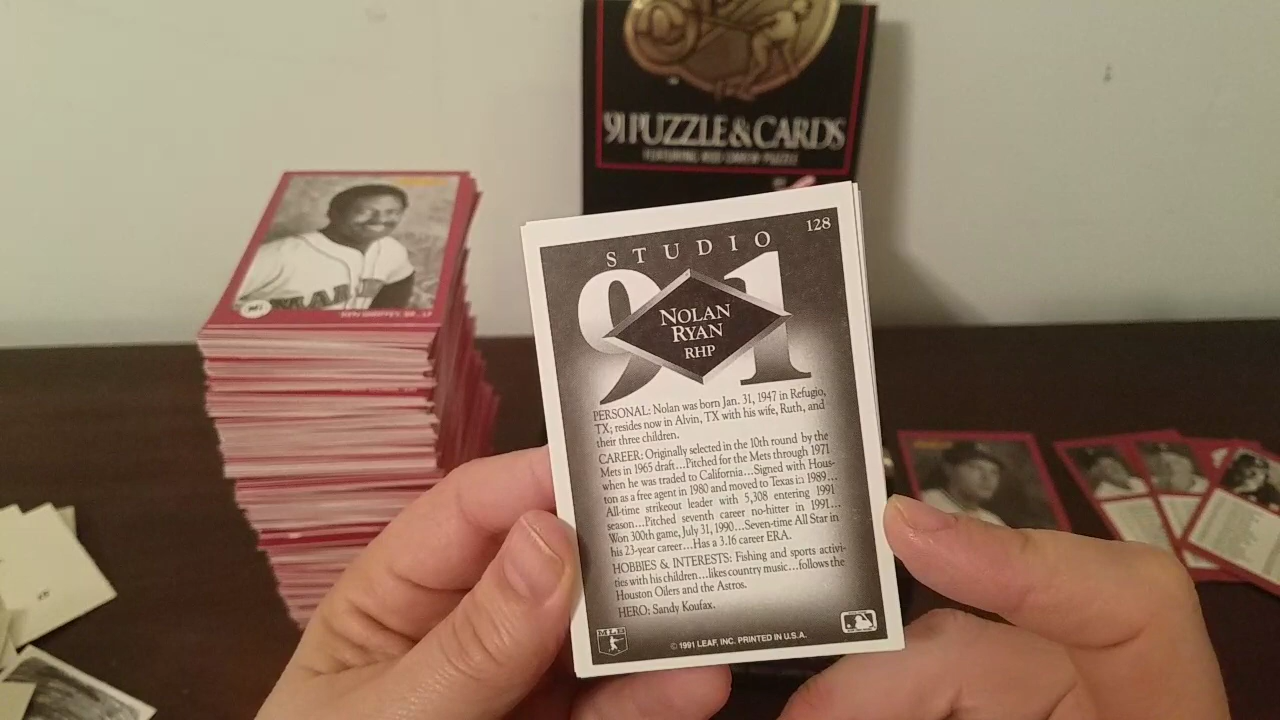 91 PUZZLE & CARDS
FEATURING ROD CAREW PUZZLE
128
STUDIO
91
NOLAN
RYAN
RHP
PERSONAL: Nolan was born Jan. 31, 1947 in Refugio,
TX; resides now in Alvin, TX with his wife, Ruth, and
their three children.
CAREER: Originally selected in the 10th round by the
Mets in 1965 draft...Pitched for the Mets through 1971
when he was traded to California...Signed with Hous-
ton as a free agent in 1980 and moved to Texas in 1989...
All-time strikeout leader with 5,308 entering 1991
season...Pitched seventh career no-hitter in 1991...
Won 300th game, July 31, 1990...Seven-time All Star in
his 23-year career...Has a 3.16 career ERA.
HOBBIES & INTERESTS: Fishing and sports activi-
ties with his children...likes country music...follows the
Houston Oilers and the Astros.
HERO: Sandy Koufax.
MLB
© 1991 LEAF, INC. PRINTED IN U.S.A.
KEN GRIFFEY, SR., LF